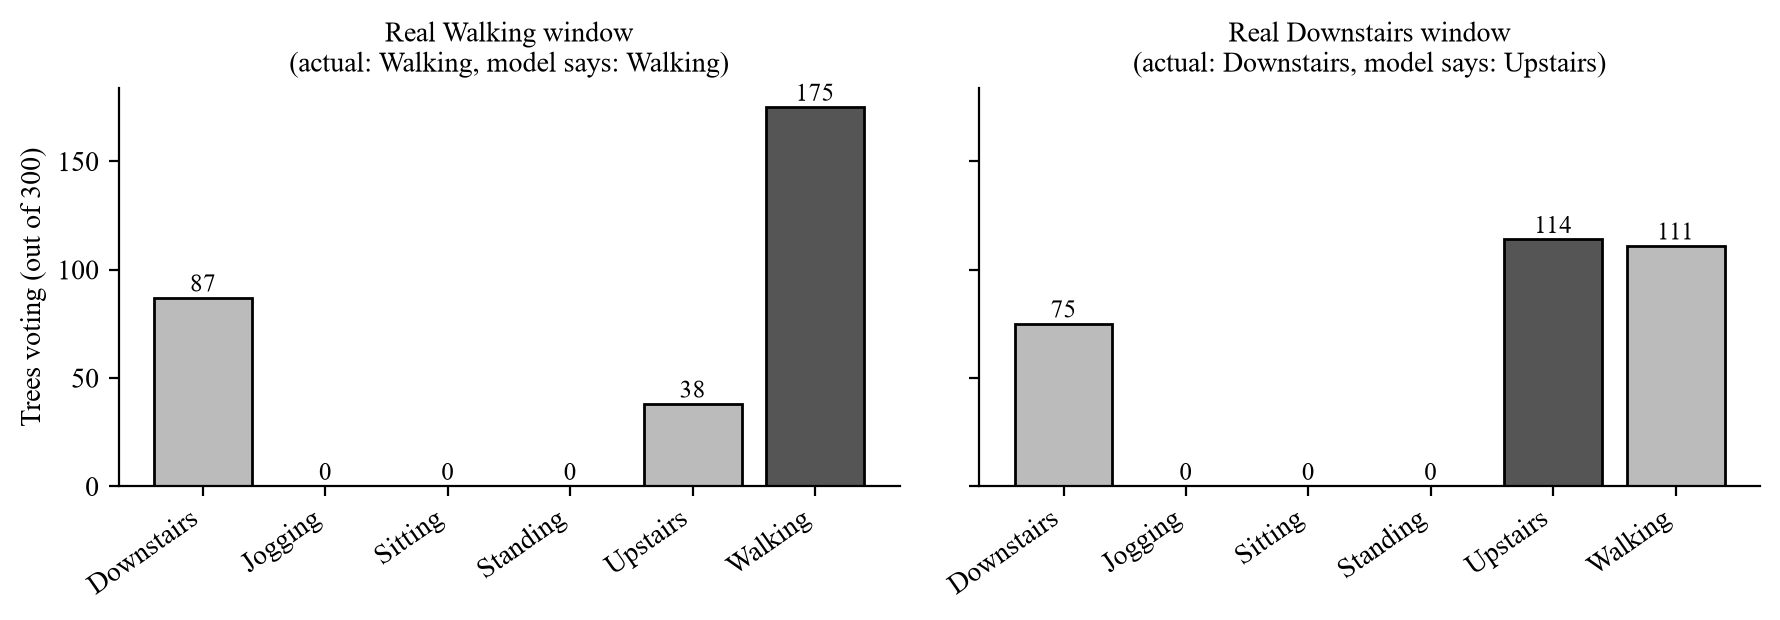 Real Walking window
(actual: Walking, model says: Walking)
Real Downstairs window
(actual: Downstairs, model says: Upstairs)
Trees voting (out of 300)
150
100
50
0
87
0
0
0
38
175
75
0
0
0
114
111
Downstairs
Jogging
Sitting
Standing
Upstairs
Walking
Downstairs
Jogging
Sitting
Standing
Upstairs
Walking